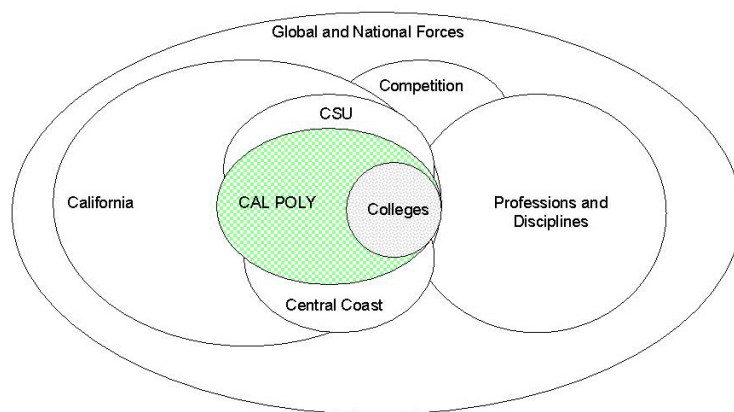 Global and National Forces
Competition
CSU
California
CAL POLY
Colleges
Professions and
Disciplines
Central Coast